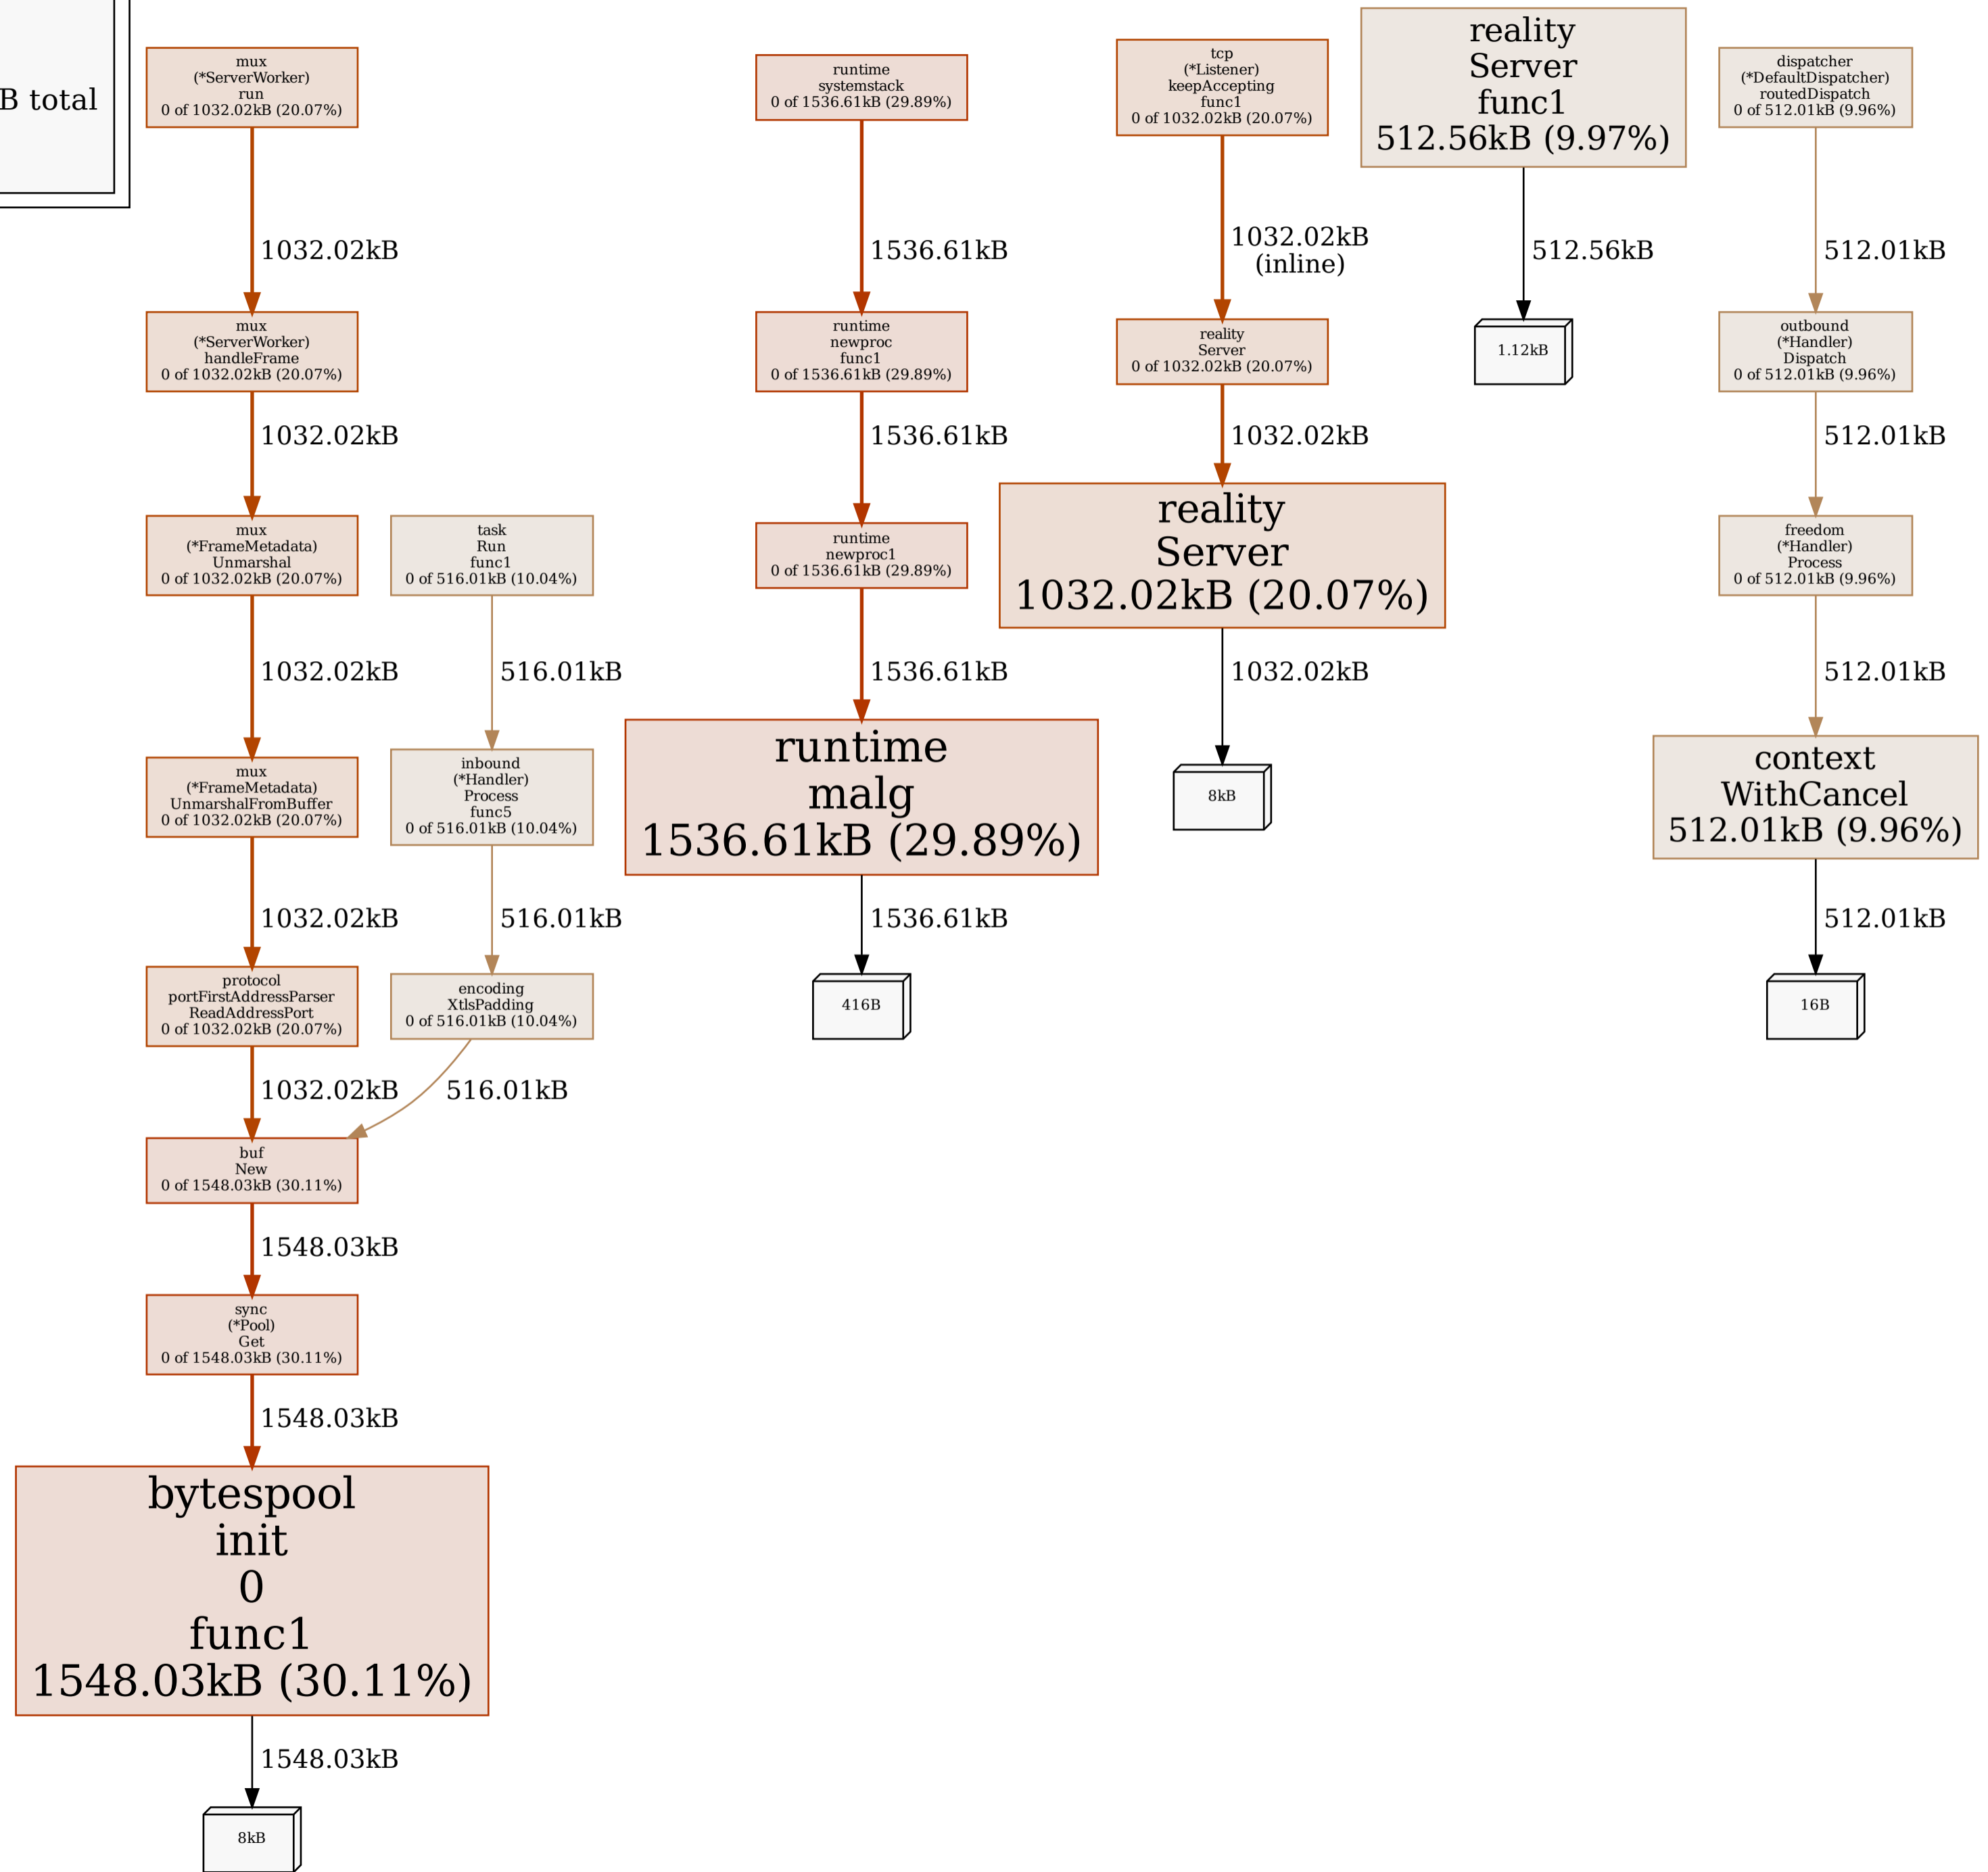 B total
mux
(*ServerWorker)
run
0 of 1032.02kB (20.07%)
1032.02kB
mux
(*ServerWorker)
handleFrame
0 of 1032.02kB (20.07%)
1032.02kB
mux
(*FrameMetadata)
Unmarshal
0 of 1032.02kB (20.07%)
1032.02kB
mux
(*FrameMetadata)
UnmarshalFromBuffer
0 of 1032.02kB (20.07%)
1032.02kB
protocol
portFirstAddressParser
ReadAddressPort
0 of 1032.02kB (20.07%)
1032.02kB
task
Run
func1
0 of 516.01kB (10.04%)
516.01kB
inbound
(*Handler)
Process
func5
0 of 516.01kB (10.04%)
516.01kB
encoding
XtlsPadding
0 of 516.01kB (10.04%)
516.01kB
buf
New
0 of 1548.03kB (30.11%)
1548.03kB
sync
(*Pool)
Get
0 of 1548.03kB (30.11%)
1548.03kB
bytespool
init
0
func1
1548.03kB (30.11%)
1548.03kB
8kB
runtime
systemstack
0 of 1536.61kB (29.89%)
1536.61kB
runtime
newproc
func1
0 of 1536.61kB (29.89%)
1536.61kB
runtime
newproc1
0 of 1536.61kB (29.89%)
1536.61kB
runtime
malg
1536.61kB (29.89%)
1536.61kB
416B
tcp
(*Listener)
keepAccepting
func1
0 of 1032.02kB (20.07%)
1032.02kB
(inline)
reality
Server
0 of 1032.02kB (20.07%)
1032.02kB
reality
Server
1032.02kB (20.07%)
1032.02kB
8kB
reality
Server
func1
512.56kB (9.97%)
512.56kB
1.12kB
dispatcher
(*DefaultDispatcher)
routedDispatch
0 of 512.01kB (9.96%)
512.01kB
outbound
(*Handler)
Dispatch
0 of 512.01kB (9.96%)
512.01kB
freedom
(*Handler)
Process
0 of 512.01kB (9.96%)
512.01kB
context
WithCancel
512.01kB (9.96%)
512.01kB
16B